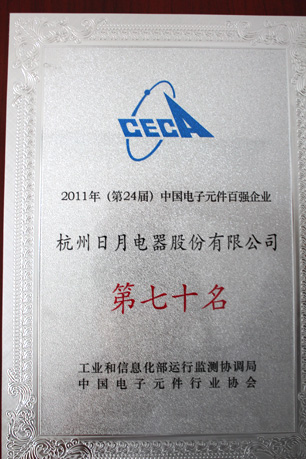 CECA
2011年（第24届）中国电子元件百强企业
杭州日月电器股份有限公司
第七十名
工业和信息化部运行监测协调局
中国电子元件行业协会